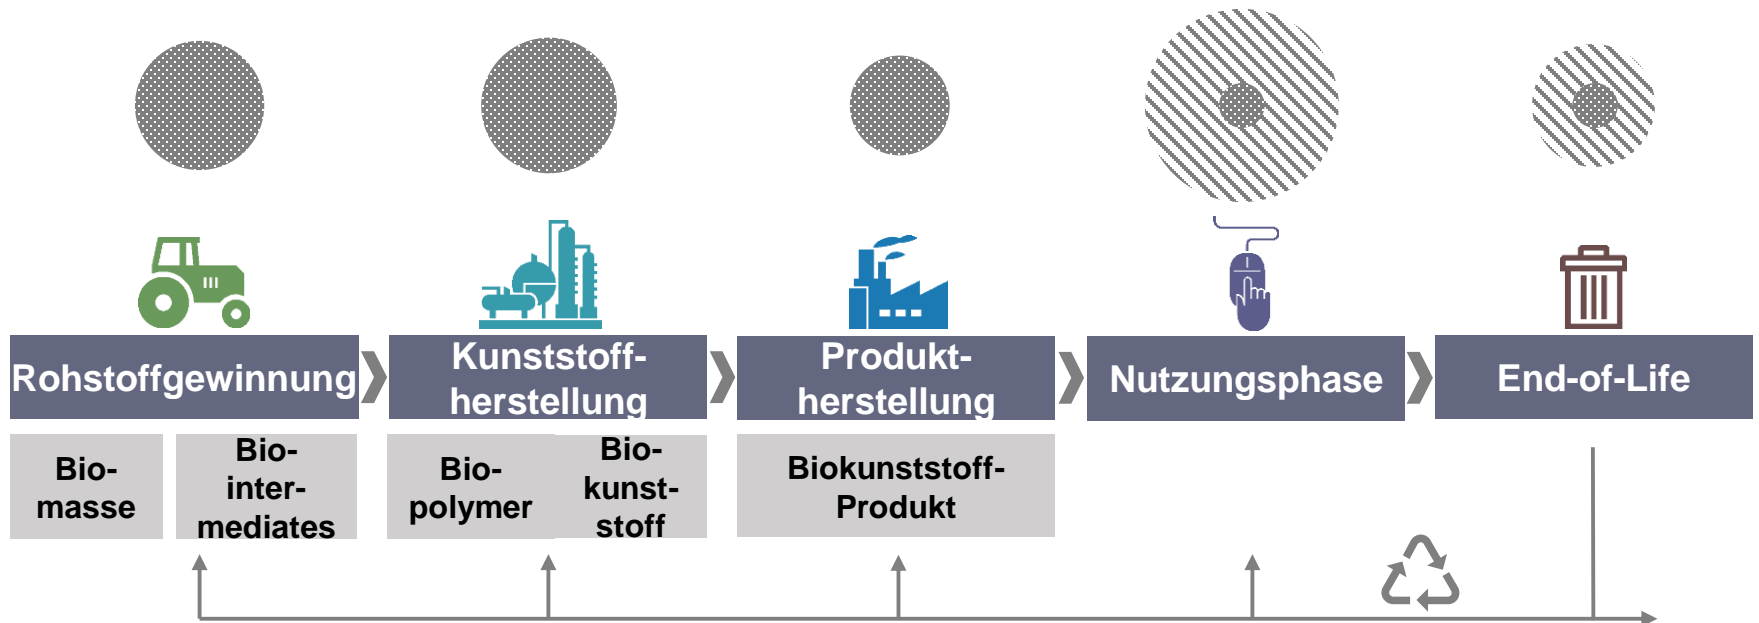 Rohstoffgewinnung
Kunststoff-
herstellung
Produkt-
herstellung
Nutzungsphase
End-of-Life
Bio-
masse
Bio-
inter-
mediates
Bio-
polymer
Bio-
kunst-
stoff
Biokunststoff-
Produkt